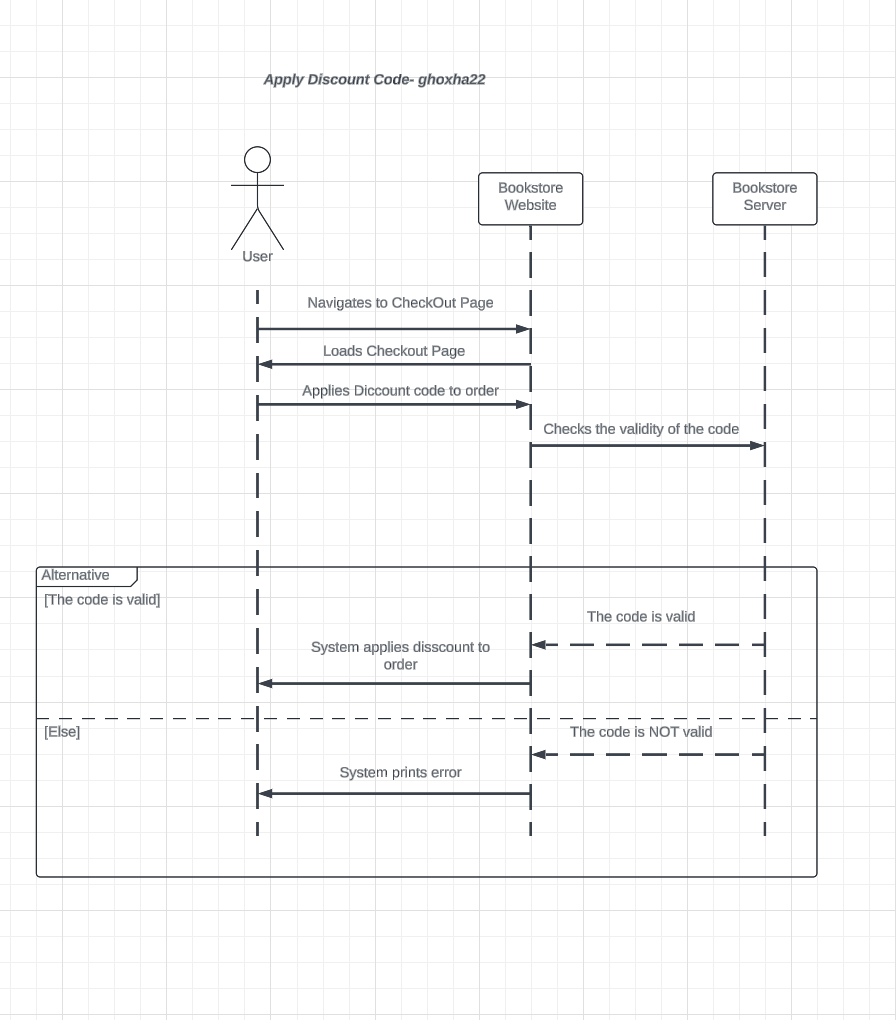 Apply Discount Code- ghoxha22
Bookstore
Website
Bookstore
Server
User
Navigates to CheckOut Page
Loads Checkout Page
Applies Diccount code to order
Checks the validity of the code
Alternative
[The code is valid]
The code is valid
System applies disscount to
order
[Else]
The code is NOT valid
System prints error